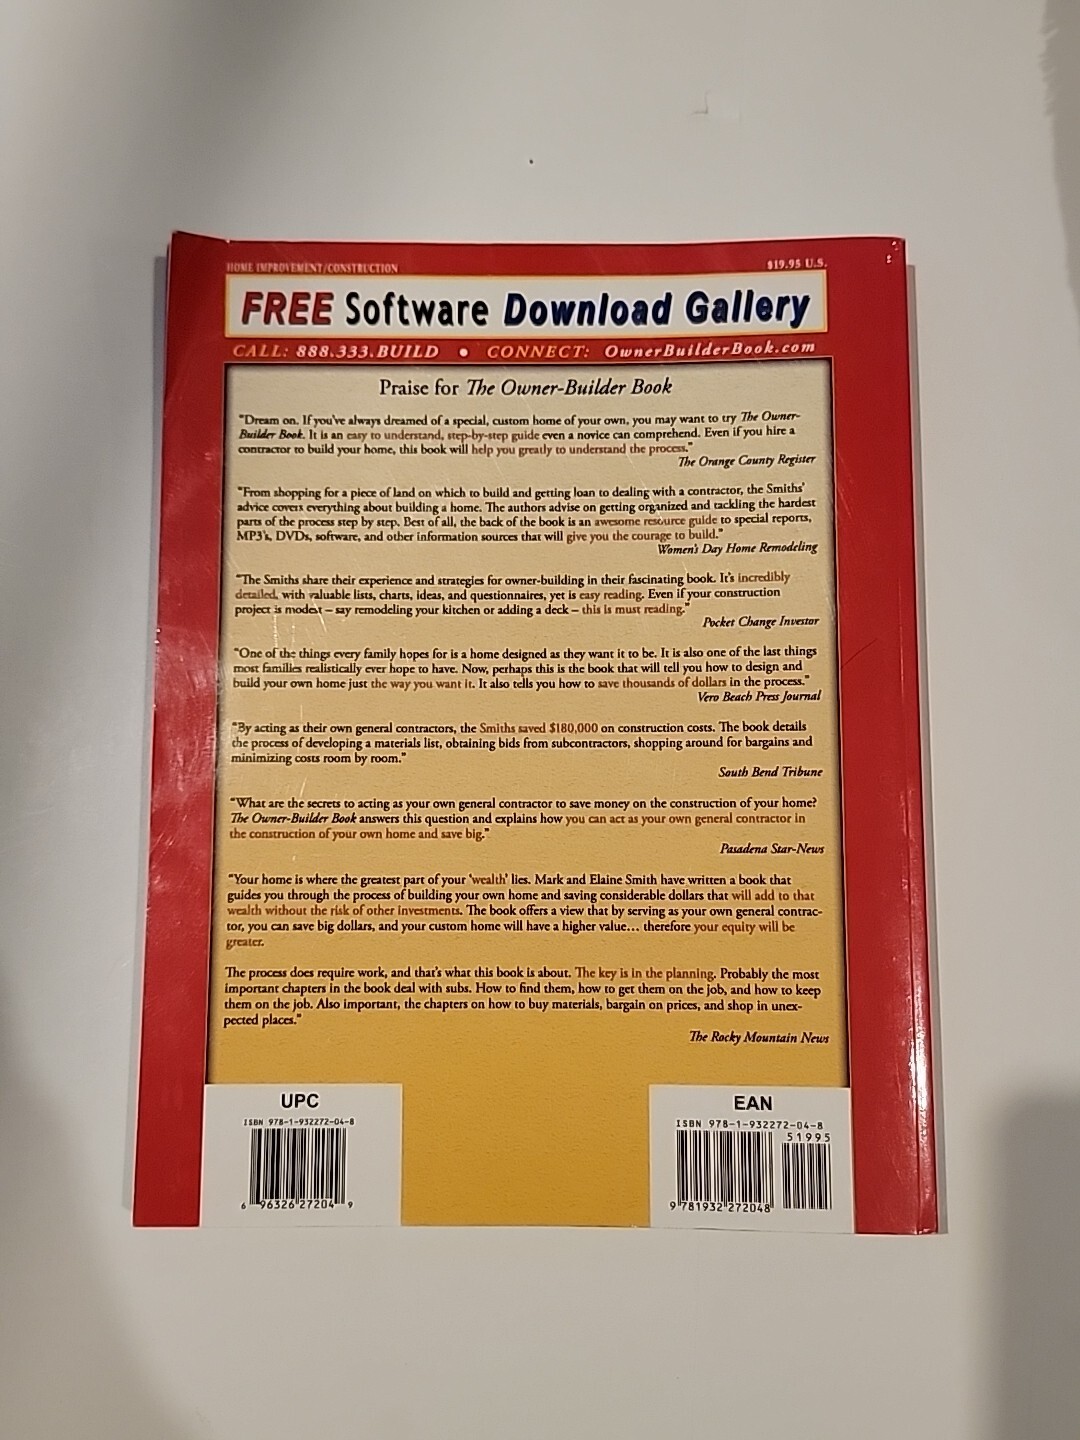 HOME IMPROVEMENT/CONSTRUCTION $19.95 U.S.
FREE Software Download Gallery
CALL: 888.333.BUILD • CONNECT: OwnerBuilderBook.com
Praise for The Owner-Builder Book
"Dream on. If you've always dreamed of a special, custom home of your own, you may want to try The Owner-
Builder Book. It is an easy to understand, step-by-step guide even a novice can comprehend. Even if you hire a
contractor to build your home, this book will help you greatly to understand the process."
The Orange County Register
"From shopping for a piece of land on which to build and getting loan to dealing with a contractor, the Smiths'
advice covers everything about building a home. The authors advise on getting organized and tackling the hardest
parts of the process step by step. Best of all, the back of the book is an awesome resource guide to special reports,
MP3's, DVDs, software, and other information sources that will give you the courage to build."
Women's Day Home Remodeling
"The Smiths share their experience and strategies for owner-building in their fascinating book. It's incredibly
detailed, with valuable lists, charts, ideas, and questionnaires, yet is easy reading. Even if your construction
project is modest – say remodeling your kitchen or adding a deck – this is must reading."
Pocket Change Investor
"One of the things every family hopes for is a home designed as they want it to be. It is also one of the last things
most families realistically ever hope to have. Now, perhaps this is the book that will tell you how to design and
build your own home just the way you want it. It also tells you how to save thousands of dollars in the process."
Vero Beach Press Journal
"By acting as their own general contractors, the Smiths saved $180,000 on construction costs. The book details
the process of developing a materials list, obtaining bids from subcontractors, shopping around for bargains and
minimizing costs room by room."
South Bend Tribune
"What are the secrets to acting as your own general contractor to save money on the construction of your home?
The Owner-Builder Book answers this question and explains how you can act as your own general contractor in
the construction of your own home and save big."
Pasadena Star-News
"Your home is where the greatest part of your 'wealth' lies. Mark and Elaine Smith have written a book that
guides you through the process of building your own home and saving considerable dollars that will add to that
wealth without the risk of other investments. The book offers a view that by serving as your own general contrac-
tor, you can save big dollars, and your custom home will have a higher value... therefore your equity will be
greater.
The process does require work, and that's what this book is about. The key is in the planning. Probably the most
important chapters in the book deal with subs. How to find them, how to get them on the job, and how to keep
them on the job. Also important, the chapters on how to buy materials, bargain on prices, and shop in unex-
pected places."
The Rocky Mountain News
UPC
ISBN 978-1-932272-04-8
6 96326 27204 9
EAN
ISBN 978-1-932272-04-8
51995
9 781932 272048